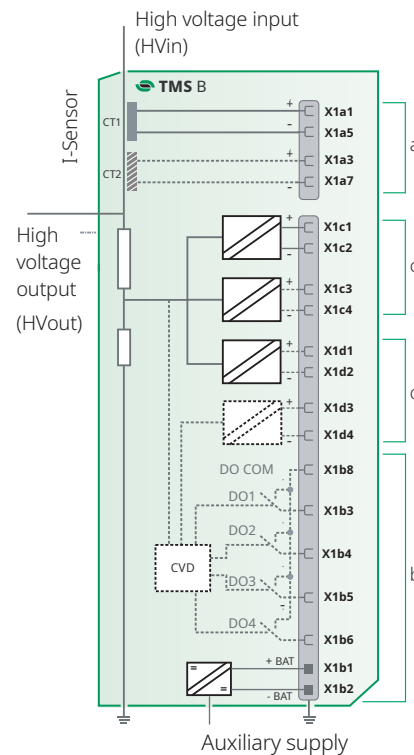 High voltage input
(HVin)
TMS B
I-Sensor
CT1
+
X1a1
-
X1a5
a
CT2
+
X1a3
-
X1a7
High
voltage
output
(HVout)
+
X1c1
-
X1c2
c
+
X1c3
-
X1c4
+
X1d1
-
X1d2
d
+
X1d3
-
X1d4
DO COM
X1b8
DO1
X1b3
DO2
X1b4
CVD
b
DO3
-
X1b5
DO4
X1b6
+ BAT
X1b1
=
=
- BAT
X1b2
Auxiliary supply